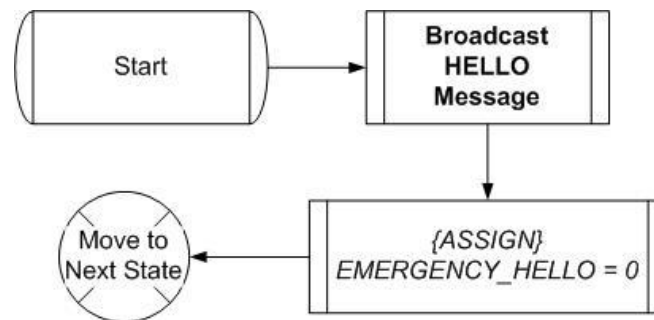 Start
Broadcast
HELLO
Message
{ASSIGN}
EMERGENCY_HELLO = 0
Move to
Next State